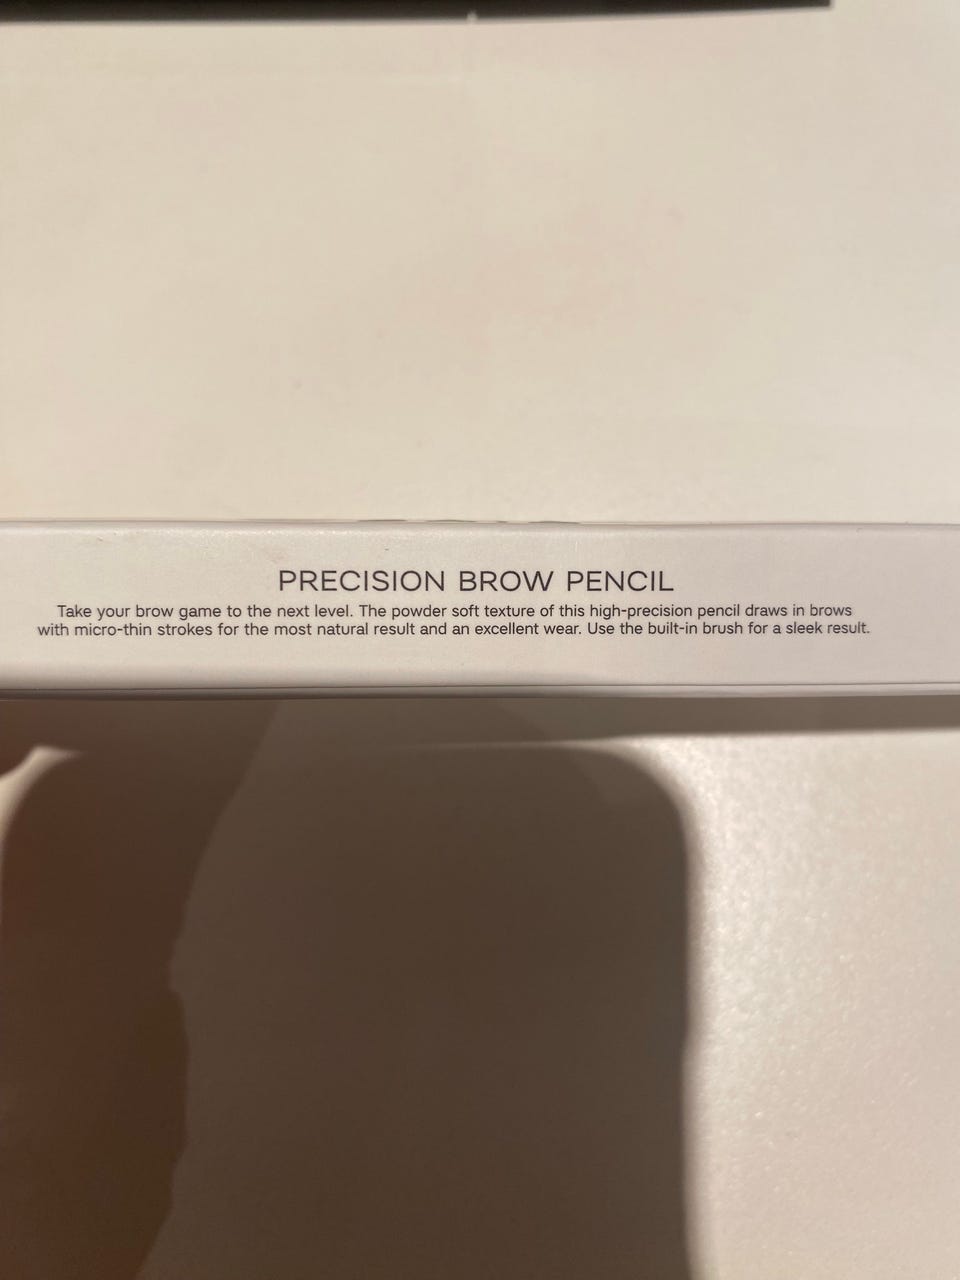 PRECISION BROW PENCIL
Take your brow game to the next level. The powder soft texture of this high-precision pencil draws in brows
with micro-thin strokes for the most natural result and an excellent wear. Use the built-in brush for a sleek result.